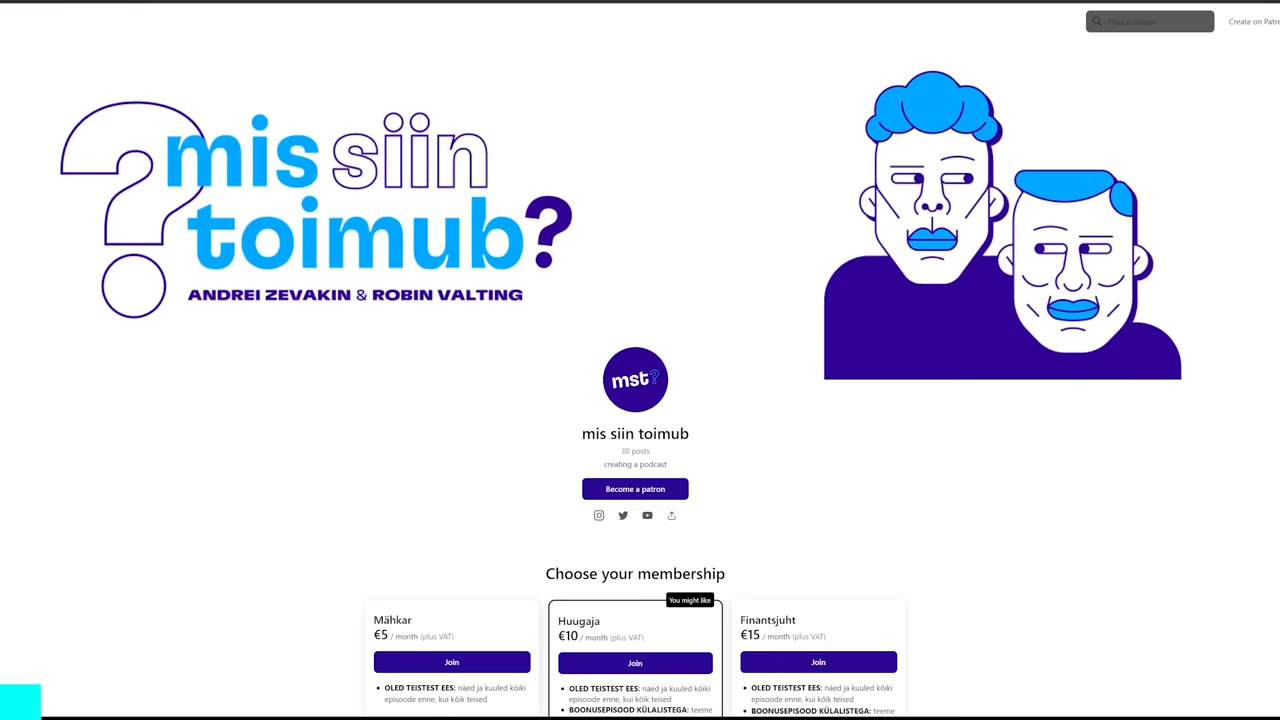 Find a creator
Create on Patre
mis siin
toimub?
ANDREI ZEVAKIN & ROBIN VALTING
mst?
mis siin toimub
30 posts
creating a podcast
Become a patron
Choose your membership
You might like
Mähkar
€5 / month (plus VAT)
Join
OLED TEISTEST EES: näed ja kuuled kõiki
episoode enne, kui kõik teised
Huugaja
€10 / month (plus VAT)
Join
OLED TEISTEST EES: näed ja kuuled kõiki
episoode enne, kui kõik teised
BOONUSEPISOOD KÜLALISTEGA: teeme
Finantsjuht
€15 / month (plus VAT)
Join
OLED TEISTEST EES: näed ja kuuled kõiki
episoode enne, kui kõik teised
BOONUSEPISOOD KÜLALISTEGA: teeme